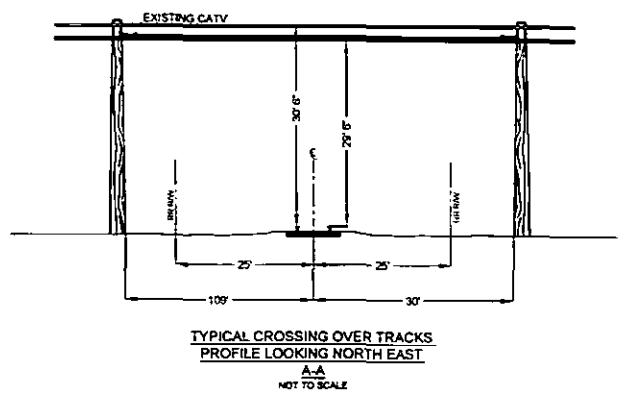 EXISTING CATV
30' 6"
29' 6"
℄
RR R/W
25'
25'
109'
30'
TYPICAL CROSSING OVER TRACKS
PROFILE LOOKING NORTH EAST
A-A
NOT TO SCALE